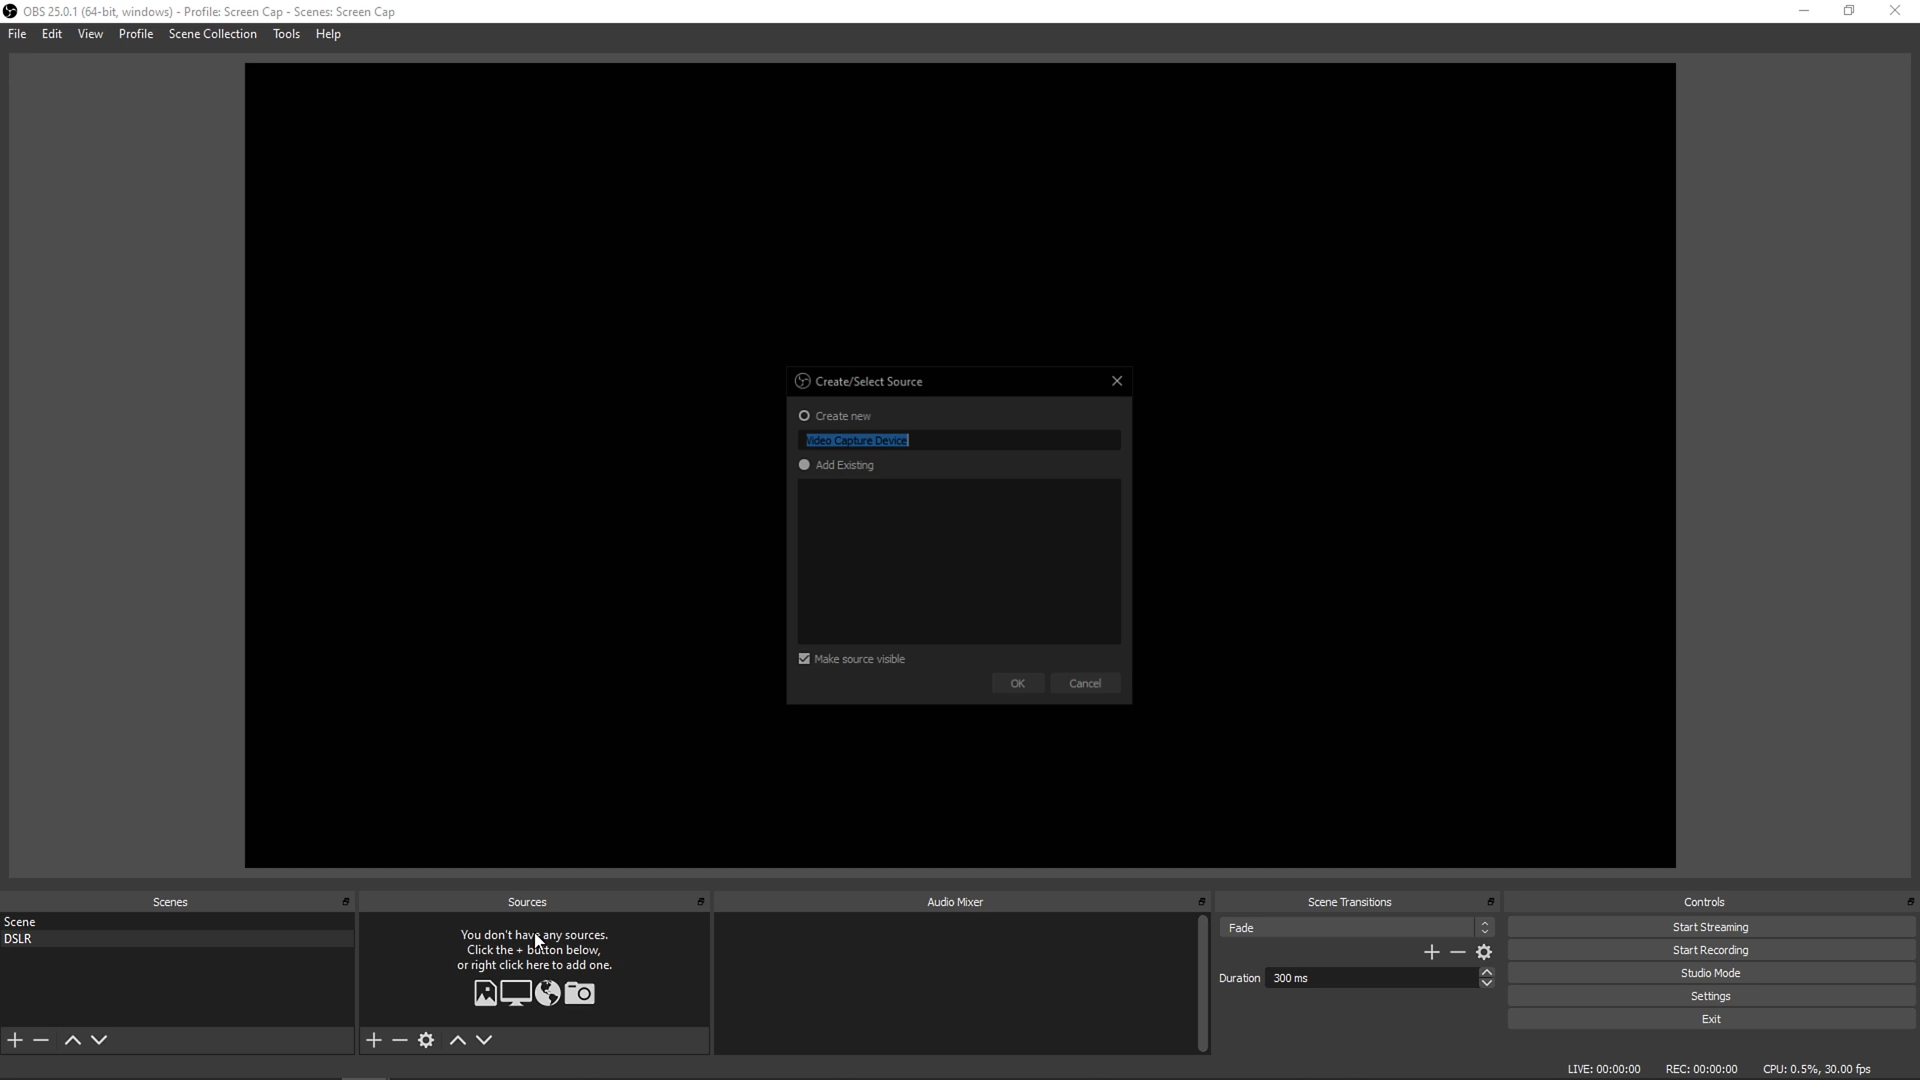 OBS 25.0.1 (64-bit, windows) - Profile: Screen Cap - Scenes: Screen Cap
File Edit View Profile Scene Collection Tools Help
Create/Select Source
Create new
Video Capture Device
Add Existing
Make source visible
OK Cancel
Scenes
Scene
DSLR
Sources
You don't have any sources.
Click the + button below,
or right click here to add one.
Audio Mixer
Scene Transitions
Fade
Duration 300 ms
Controls
Start Streaming
Start Recording
Studio Mode
Settings
Exit
LIVE: 00:00:00 REC: 00:00:00 CPU: 0.5%, 30.00 fps